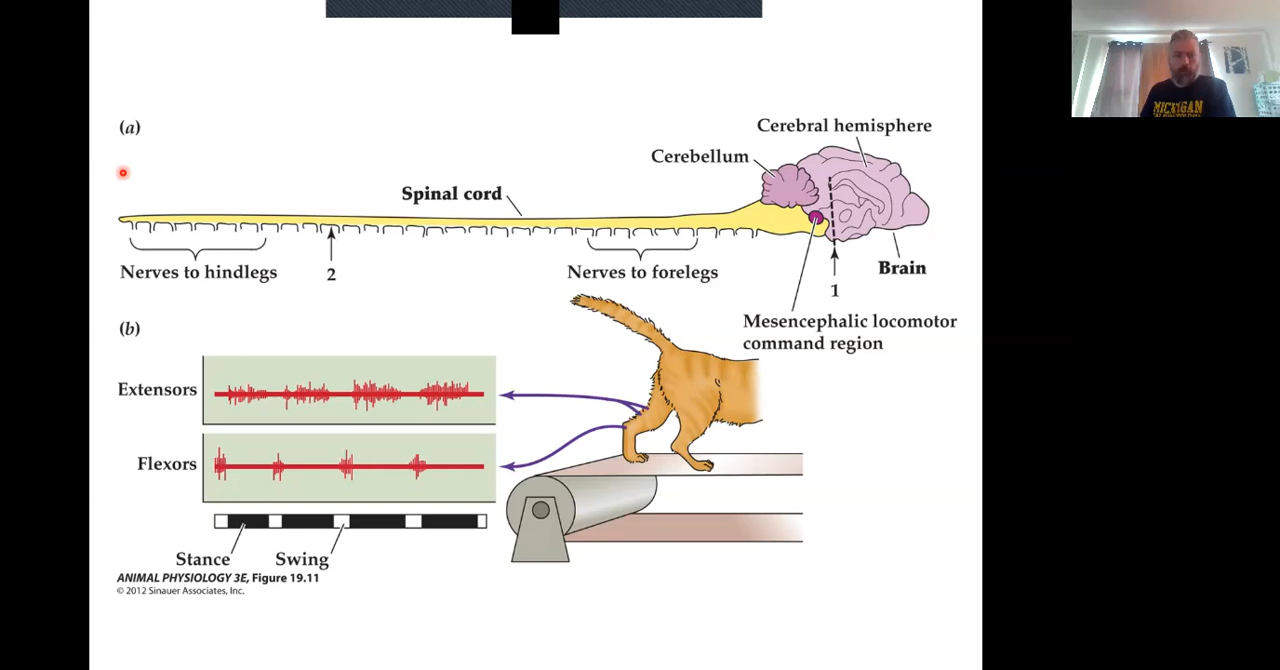 (a)
Cerebral hemisphere
Cerebellum
Spinal cord
Nerves to hindlegs
2
Nerves to forelegs
1
Brain
Mesencephalic locomotor
command region
(b)
Extensors
Flexors
Stance
Swing
ANIMAL PHYSIOLOGY 3E, Figure 19.11
© 2012 Sinauer Associates, Inc.
MICHIGAN